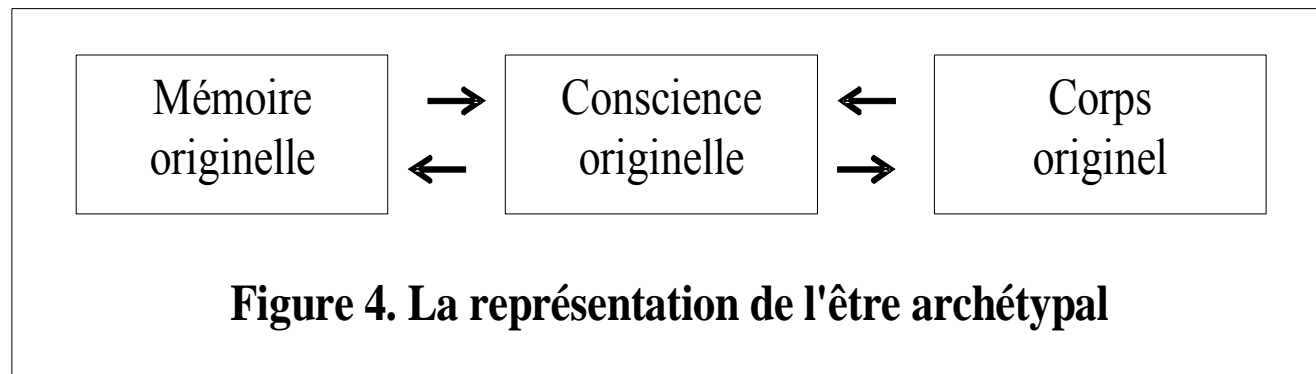 Mémoire
originelle
Conscience
originelle
Corps
originel
Figure 4. La représentation de l'être archétypal